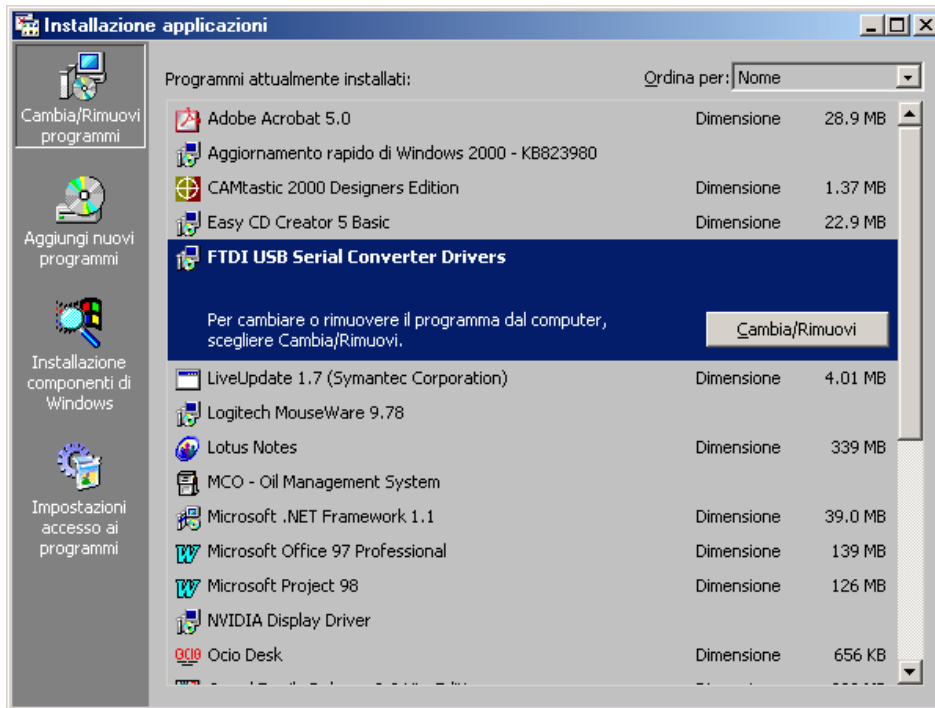 Installazione applicazioni
Cambia/Rimuovi
programmi
Aggiungi nuovi
programmi
Installazione
componenti di
Windows
Impostazioni
accesso ai
programmi
Programmi attualmente installati:
Ordina per: Nome
Adobe Acrobat 5.0 Dimensione 28.9 MB
Aggiornamento rapido di Windows 2000 - KB823980
CAMtastic 2000 Designers Edition Dimensione 1.37 MB
Easy CD Creator 5 Basic Dimensione 22.9 MB
FTDI USB Serial Converter Drivers
Per cambiare o rimuovere il programma dal computer,
scegliere Cambia/Rimuovi.
Cambia/Rimuovi
LiveUpdate 1.7 (Symantec Corporation) Dimensione 4.01 MB
Logitech MouseWare 9.78
Lotus Notes Dimensione 339 MB
MCO - Oil Management System
Microsoft .NET Framework 1.1 Dimensione 39.0 MB
Microsoft Office 97 Professional Dimensione 139 MB
Microsoft Project 98 Dimensione 126 MB
NVIDIA Display Driver
Ocio Desk Dimensione 656 KB